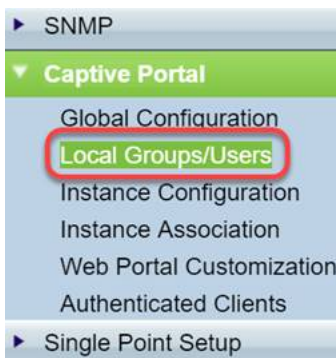 SNMP
Captive Portal
Global Configuration
Local Groups/Users
Instance Configuration
Instance Association
Web Portal Customization
Authenticated Clients
Single Point Setup